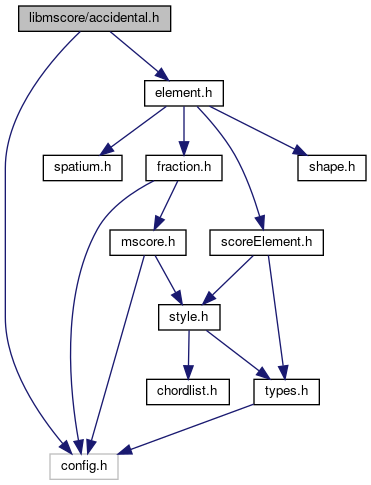 libmscore/accidental.h
element.h
spatium.h
fraction.h
shape.h
mscore.h
scoreElement.h
style.h
chordlist.h
types.h
config.h